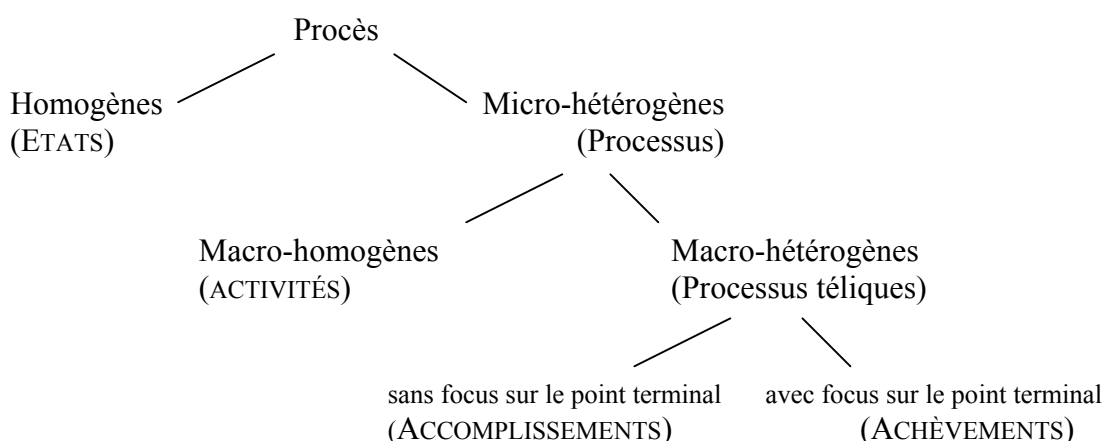 Procès
Homogènes
(ETATS)
Micro-hétérogènes
(Processus)
Macro-homogènes
(ACTIVITÉS)
Macro-hétérogènes
(Processus téliques)
sans focus sur le point terminal
(ACCOMPLISSEMENTS)
avec focus sur le point terminal
(ACHÈVEMENTS)